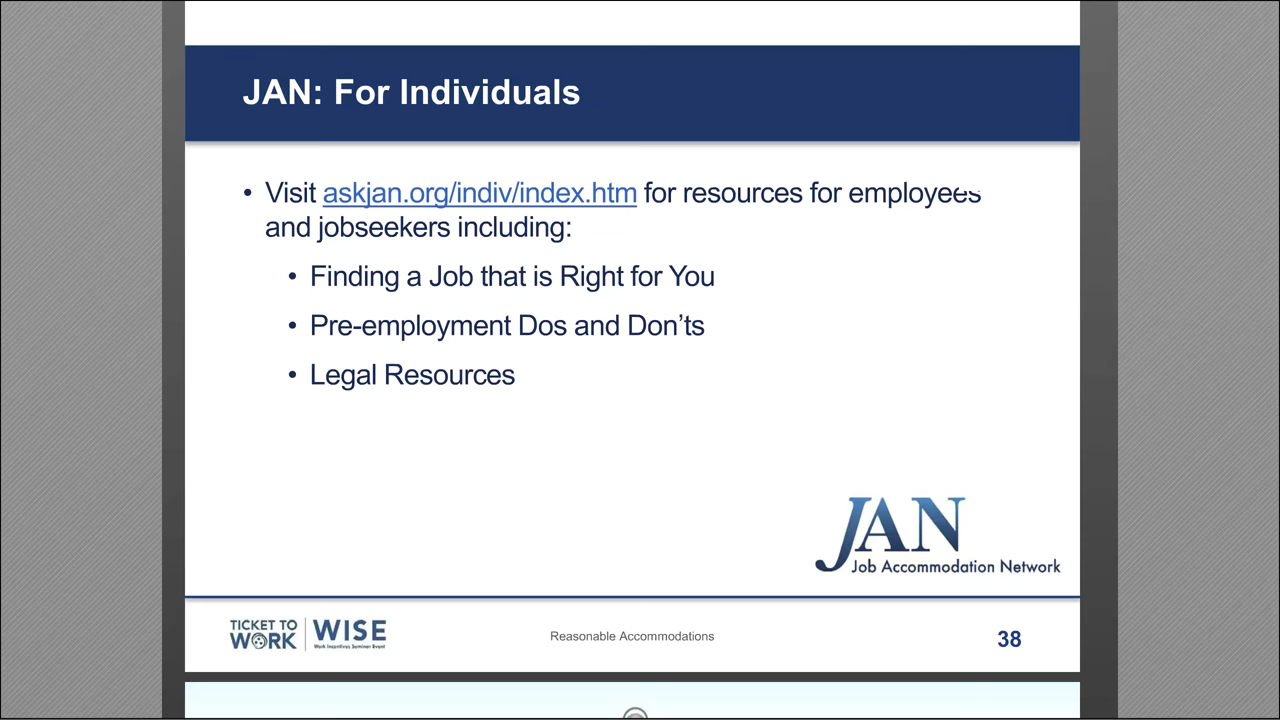 JAN: For Individuals
• Visit askjan.org/indiv/index.htm for resources for employees
and jobseekers including:
• Finding a Job that is Right for You
• Pre-employment Dos and Don’ts
• Legal Resources
JAN
Job Accommodation Network
TICKET TO
WORK
WISE
Work Incentives Seminar Event
Reasonable Accommodations
38